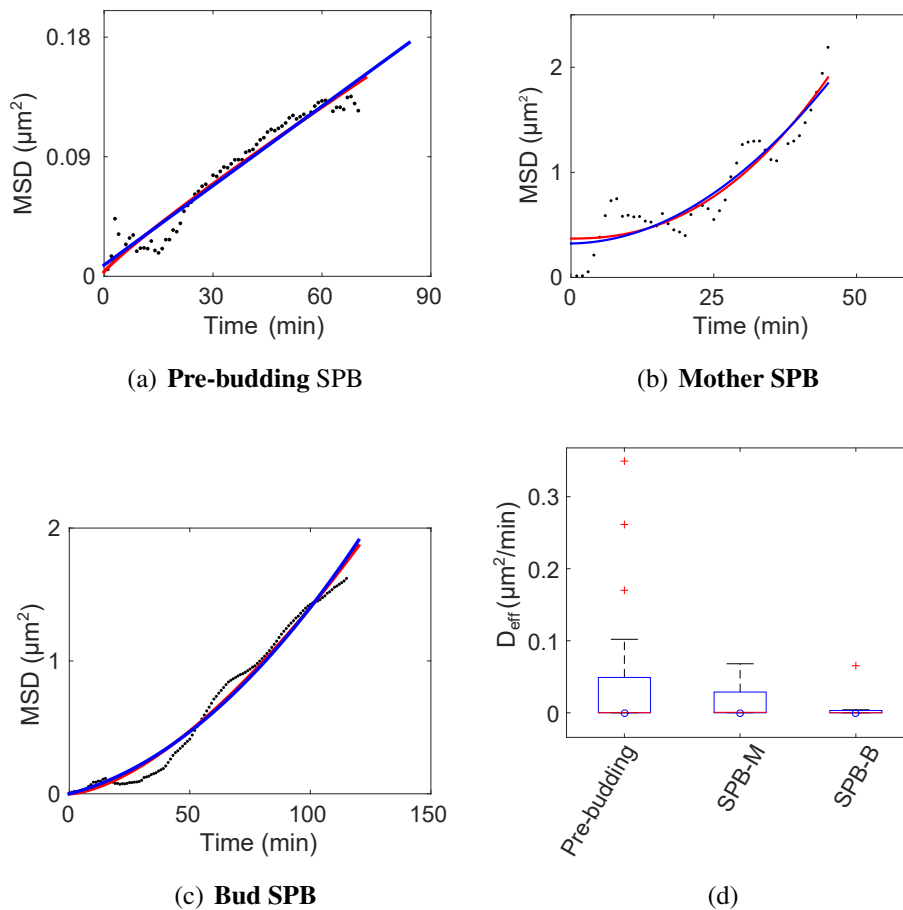 0.18
0.09
0
MSD (µm²)
0 30 60 90
Time (min)
(a) Pre-budding SPB
2
1
0
MSD (µm²)
0 25 50
Time (min)
(b) Mother SPB
2
1
0
MSD (µm²)
0 50 100 150
Time (min)
(c) Bud SPB
0.3
0.2
0.1
0
D_eff (µm²/min)
Pre-budding
SPB-M
SPB-B
(d)